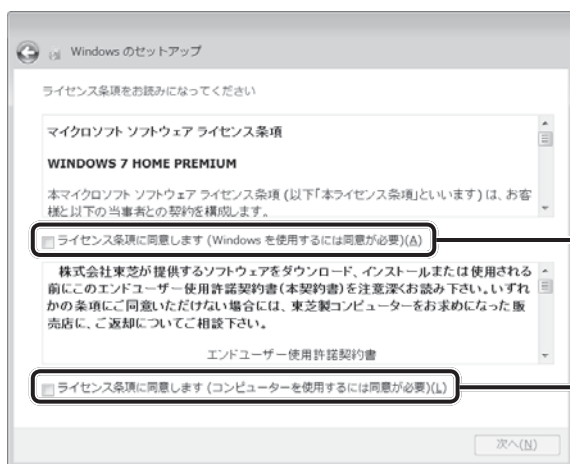 Windows のセットアップ
ライセンス条項をお読みになってください
マイクロソフト ソフトウェア ライセンス条項
WINDOWS 7 HOME PREMIUM
本マイクロソフト ソフトウェア ライセンス条項 (以下「本ライセンス条項」といいます) は、お客
様と以下の当事者との契約を構成します。
ライセンス条項に同意します (Windows を使用するには同意が必要)(A)
株式会社東芝が提供するソフトウェアをダウンロード、インストールまたは使用される
前にこのエンドユーザー使用許諾契約書(本契約書)を注意深くお読み下さい。いずれ
かの条項にご同意いただけない場合には、東芝製コンピューターをお求めになった販
売店に、ご返却についてご相談下さい。
エンドユーザー使用許諾契約書
ライセンス条項に同意します (コンピューターを使用するには同意が必要)(L)
次へ(N)